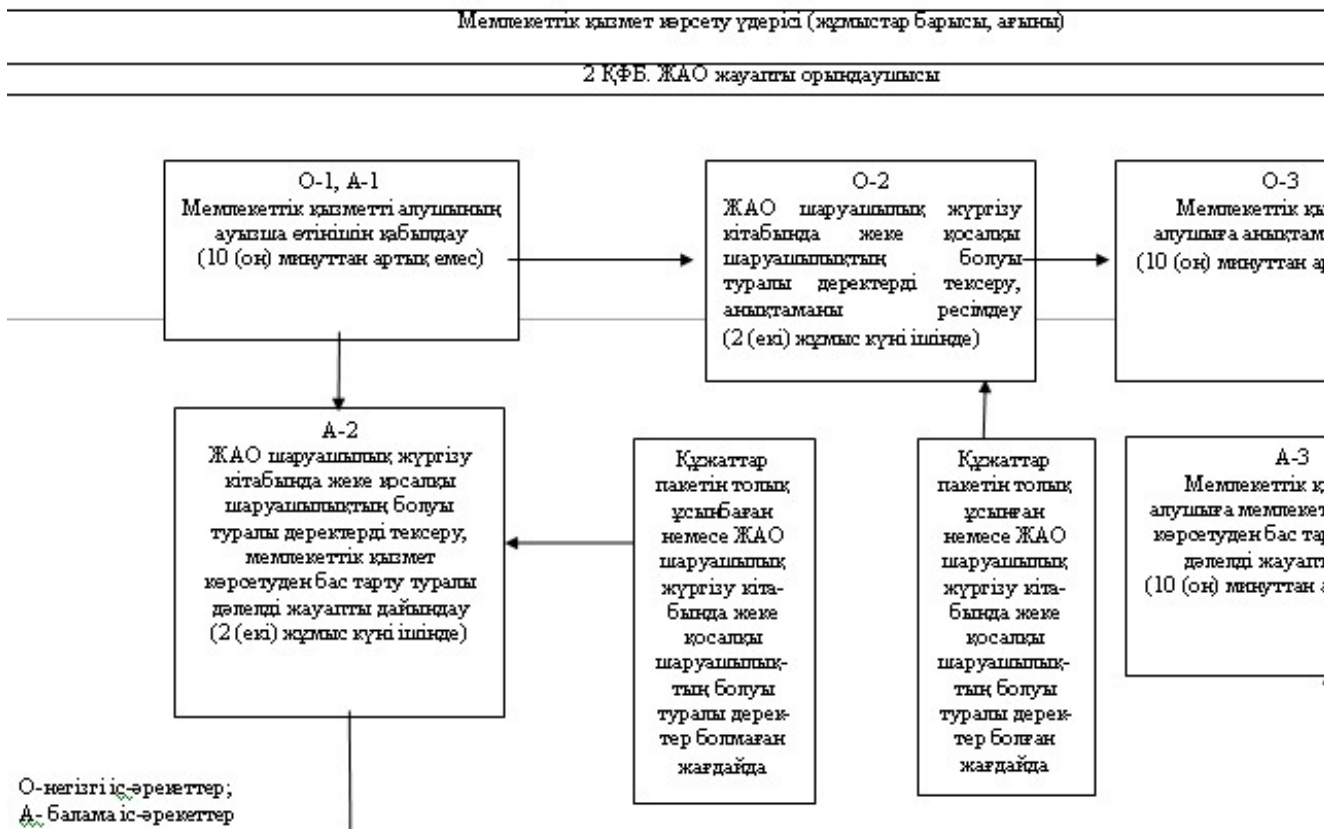 Мемлекеттік қызмет көрсету үдерісі (жұмыстар барысы, ағыны)
2 ҚФБ. ЖАО жауапты орындаушысы
О-1, А-1
Мемлекеттік қызметті алушының
ауызша өтінішін қабылдау
(10 (он) минуттан артық емес)
О-2
ЖАО шаруашылық жүргізу
кітабында жеке қосалқы
шаруашылықтың болуы
туралы деректерді тексеру,
анықтаманы ресімдеу
(2 (екі) жұмыс күні ішінде)
О-3
Мемлекеттік қы
алушыға анықтам
(10 (он) минуттан ар
А-2
ЖАО шаруашылық жүргізу
кітабында жеке қосалқы
шаруашылықтың болуы
туралы деректерді тексеру,
мемлекеттік қызмет
көрсетуден бас тарту туралы
дәлелді жауапты дайындау
(2 (екі) жұмыс күні ішінде)
Құжаттар
пакетін толық
ұсынбаған
немесе ЖАО
шаруашылық
жүргізу кіта-
бында жеке
қосалқы
шаруашылық-
тың болуы
туралы дерек-
тер болмаған
жағдайда
Құжаттар
пакетін толық
ұсынған
немесе ЖАО
шаруашылық
жүргізу кіта-
бында жеке
қосалқы
шаруашылық-
тың болуы
туралы дерек-
тер болған
жағдайда
А-3
Мемлекеттік қ
алушыға мемлекет
көрсетуден бас тар
дәлелді жауапт
(10 (он) минуттан а
О-негізгі іс-әрекеттер;
А- балама іс-әрекеттер